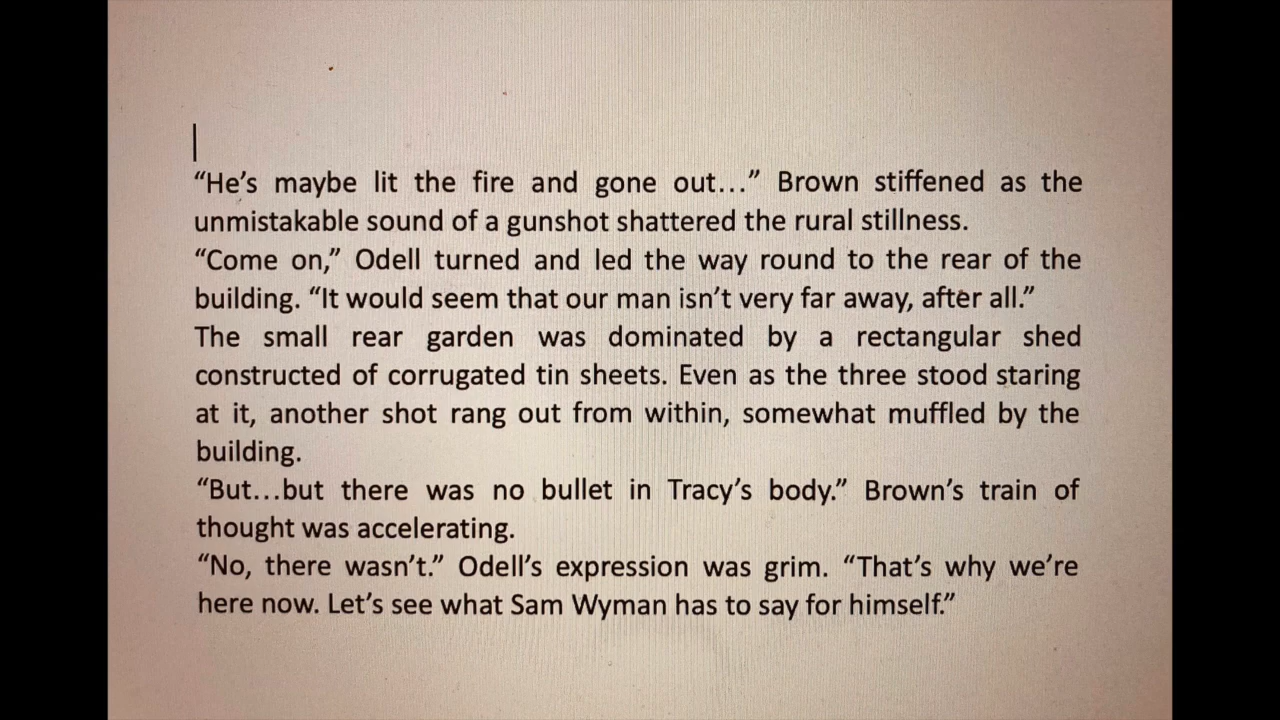 “He’s maybe lit the fire and gone out…” Brown stiffened as the
unmistakable sound of a gunshot shattered the rural stillness.
“Come on,” Odell turned and led the way round to the rear of the
building. “It would seem that our man isn’t very far away, after all.”
The small rear garden was dominated by a rectangular shed
constructed of corrugated tin sheets. Even as the three stood staring
at it, another shot rang out from within, somewhat muffled by the
building.
“But…but there was no bullet in Tracy’s body.” Brown’s train of
thought was accelerating.
“No, there wasn’t.” Odell’s expression was grim. “That’s why we’re
here now. Let’s see what Sam Wyman has to say for himself.”